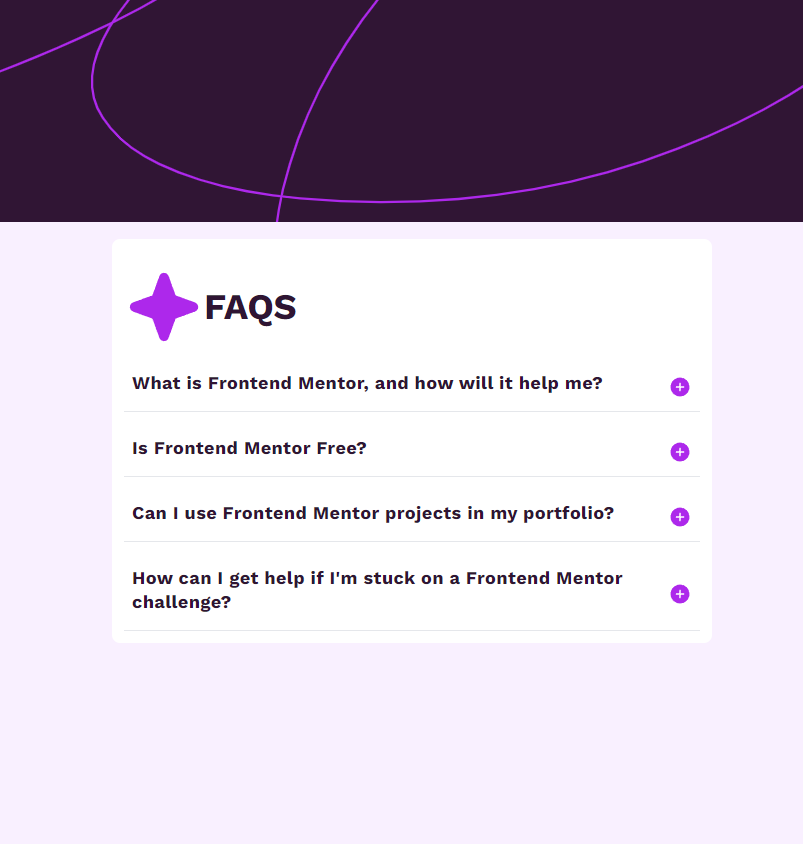 FAQS
What is Frontend Mentor, and how will it help me?
Is Frontend Mentor Free?
Can I use Frontend Mentor projects in my portfolio?
How can I get help if I'm stuck on a Frontend Mentor
challenge?